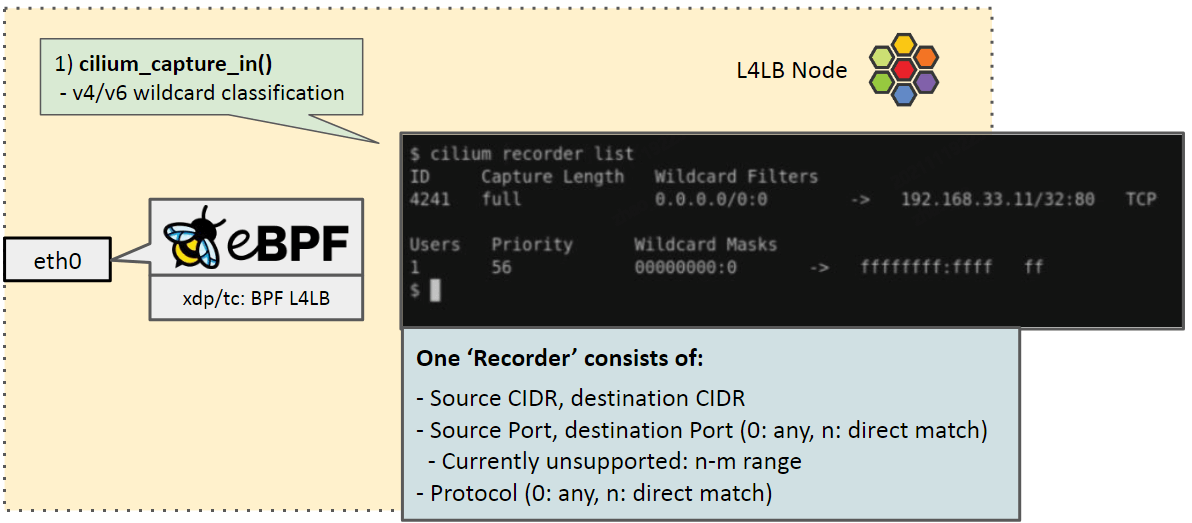 1) cilium_capture_in()
- v4/v6 wildcard classification
L4LB Node
$ cilium recorder list
ID Capture Length Wildcard Filters
4241 full 0.0.0.0/0:0 -> 192.168.33.11/32:80 TCP
Users Priority Wildcard Masks
1 56 00000000:0 -> ffffffff:ffff ff
$
eth0
eBPF
xdp/tc: BPF L4LB
One ‘Recorder’ consists of:
- Source CIDR, destination CIDR
- Source Port, destination Port (0: any, n: direct match)
- Currently unsupported: n-m range
- Protocol (0: any, n: direct match)